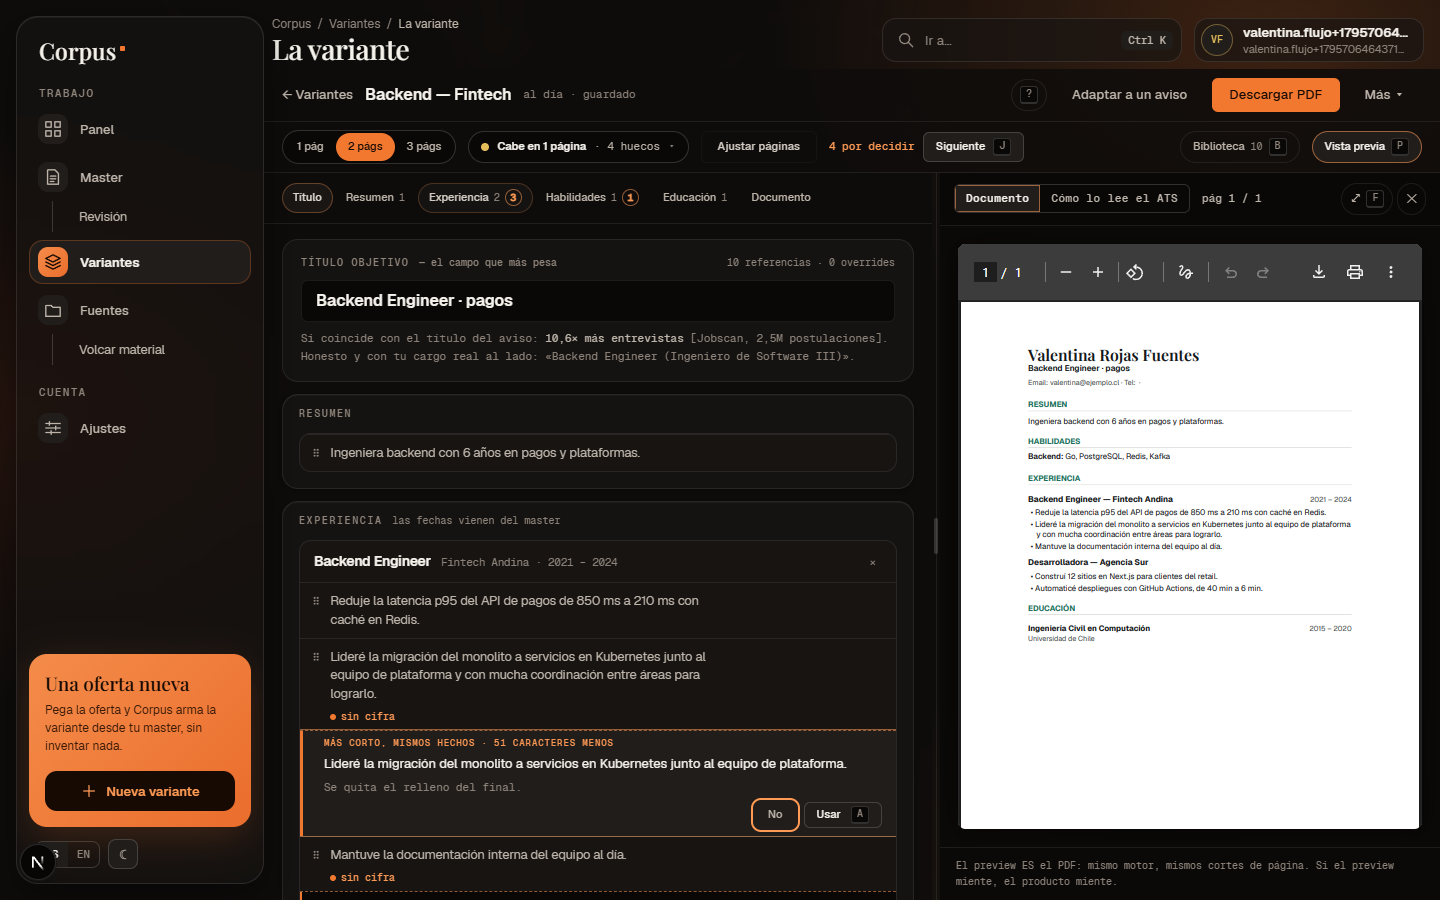 Corpus
TRABAJO
Panel
Master
Revisión
Variantes
Fuentes
Volcar material
CUENTA
Ajustes
Una oferta nueva
Pega la oferta y Corpus arma la
variante desde tu master, sin
inventar nada.
+ Nueva variante
N
EN
Corpus / Variantes / La variante
La variante
Ir a...
Ctrl K
VF
valentina.flujo+17957064...
valentina.flujo+1795706464371...
← Variantes
Backend — Fintech
al día · guardado
?
Adaptar a un aviso
Descargar PDF
Más
1 pág
2 págs
3 págs
Cabe en 1 página · 4 huecos
Ajustar páginas
4 por decidir
Siguiente J
Biblioteca 10 B
Vista previa P
Título
Resumen 1
Experiencia 2 3
Habilidades 1 1
Educación 1
Documento
TÍTULO OBJETIVO — el campo que más pesa
10 referencias · 0 overrides
Backend Engineer · pagos
Si coincide con el título del aviso: 10,6× más entrevistas [Jobscan, 2,5M postulaciones].
Honesto y con tu cargo real al lado: «Backend Engineer (Ingeniero de Software III)».
RESUMEN
Ingeniera backend con 6 años en pagos y plataformas.
EXPERIENCIA las fechas vienen del master
Backend Engineer Fintech Andina · 2021 – 2024 ×
Reduje la latencia p95 del API de pagos de 850 ms a 210 ms con
caché en Redis.
Lideré la migración del monolito a servicios en Kubernetes junto al
equipo de plataforma y con mucha coordinación entre áreas para
lograrlo.
sin cifra
MÁS CORTO, MISMOS HECHOS · 51 CARACTERES MENOS
Lideré la migración del monolito a servicios en Kubernetes junto al equipo de plataforma.
Se quita el relleno del final.
No
Usar A
Mantuve la documentación interna del equipo al día.
sin cifra
Documento
Cómo lo lee el ATS
pág 1 / 1
F
1 / 1
Valentina Rojas Fuentes
Backend Engineer · pagos
Email: valentina@ejemplo.cl · Tel: ·
RESUMEN
Ingeniera backend con 6 años en pagos y plataformas.
HABILIDADES
Backend: Go, PostgreSQL, Redis, Kafka
EXPERIENCIA
Backend Engineer — Fintech Andina 2021 – 2024
• Reduje la latencia p95 del API de pagos de 850 ms a 210 ms con caché en Redis.
• Lideré la migración del monolito a servicios en Kubernetes junto al equipo de plataforma
y con mucha coordinación entre áreas para lograrlo.
• Mantuve la documentación interna del equipo al día.
Desarrolladora — Agencia Sur
• Construí 12 sitios en Next.js para clientes del retail.
• Automaticé despliegues con GitHub Actions, de 40 min a 6 min.
EDUCACIÓN
Ingeniería Civil en Computación 2015 – 2020
Universidad de Chile
El preview ES el PDF: mismo motor, mismos cortes de página. Si el preview
miente, el producto miente.